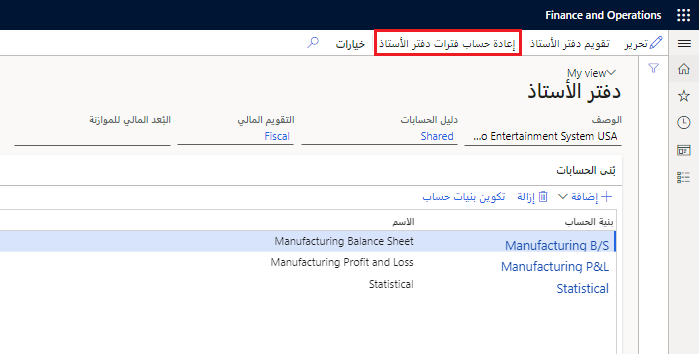 Finance and Operations
تحرير تقويم دفتر الأستاذ إعادة حساب فترات دفتر الأستاذ خيارات
My view
دفتر الأستاذ
الوصف دليل الحسابات التقويم المالي البُعد المالي للموازنة
...o Entertainment System USA Shared Fiscal
بُنى الحسابات
إضافة إزالة تكوين بنيات حساب
بنية الحساب الاسم
Manufacturing B/S Manufacturing Balance Sheet
Manufacturing P&L Manufacturing Profit and Loss
Statistical Statistical